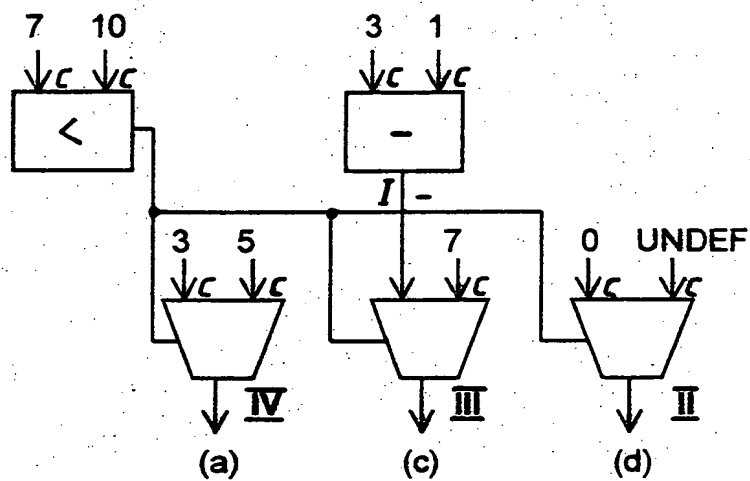 7 10 3 1
C C C C
< -
I -
3 5 7 0 UNDEF
C C C C C
IV III II
(a) (c) (d)